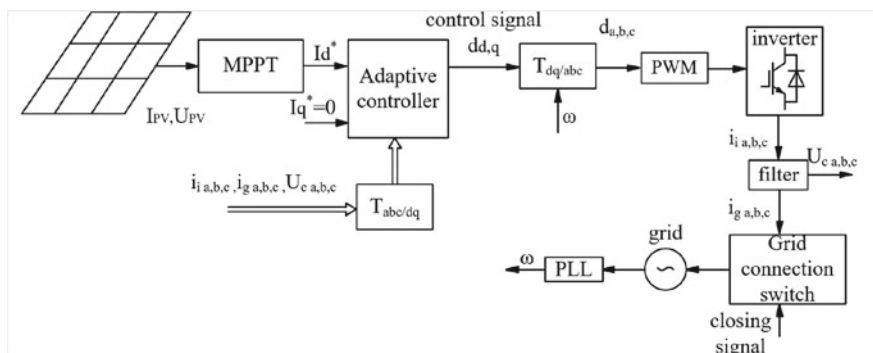 control signal
MPPT
Id*
Adaptive
controller
dd,q
Tdq/abc
da,b,c
PWM
inverter
IPV,UPV
Iq*=0
ω
ii a,b,c
Uc a,b,c
filter
ii a,b,c ,ig a,b,c ,Uc a,b,c
Tabc/dq
ig a,b,c
grid
Grid
connection
switch
ω
PLL
closing
signal